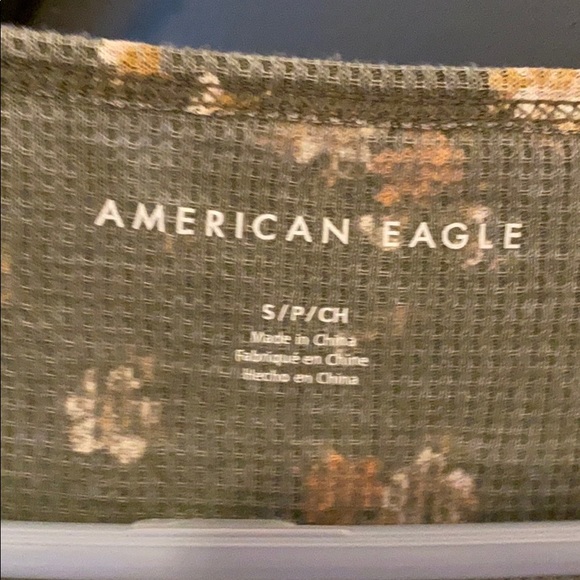 AMERICAN EAGLE
S/P/CH
Made in China
Fabriqué en Chine
Hecho en China